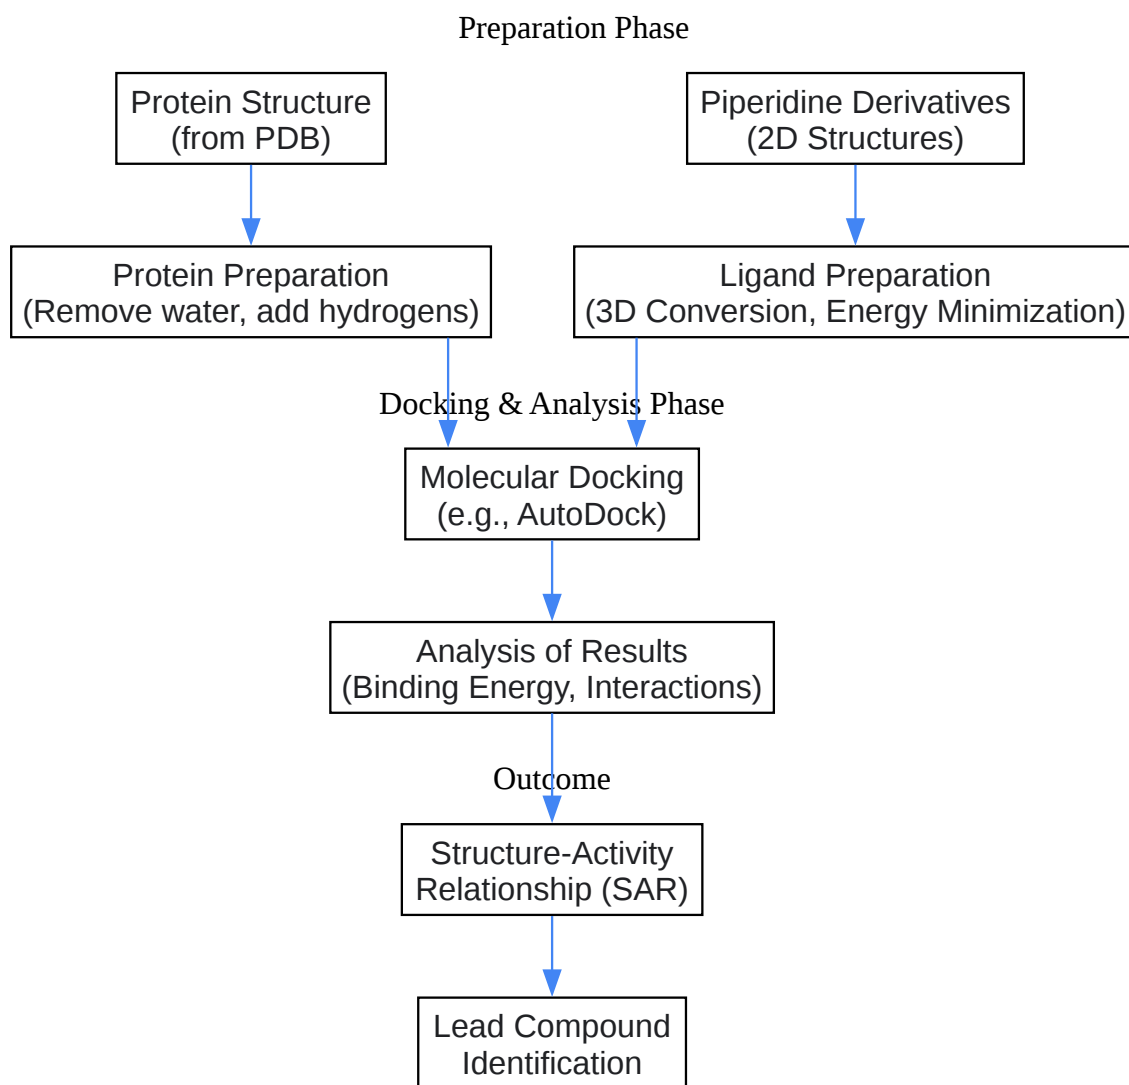 Preparation Phase
Protein Structure
(from PDB)
Piperidine Derivatives
(2D Structures)
Protein Preparation
(Remove water, add hydrogens)
Ligand Preparation
(3D Conversion, Energy Minimization)
Docking & Analysis Phase
Molecular Docking
(e.g., AutoDock)
Analysis of Results
(Binding Energy, Interactions)
Outcome
Structure-Activity
Relationship (SAR)
Lead Compound
Identification